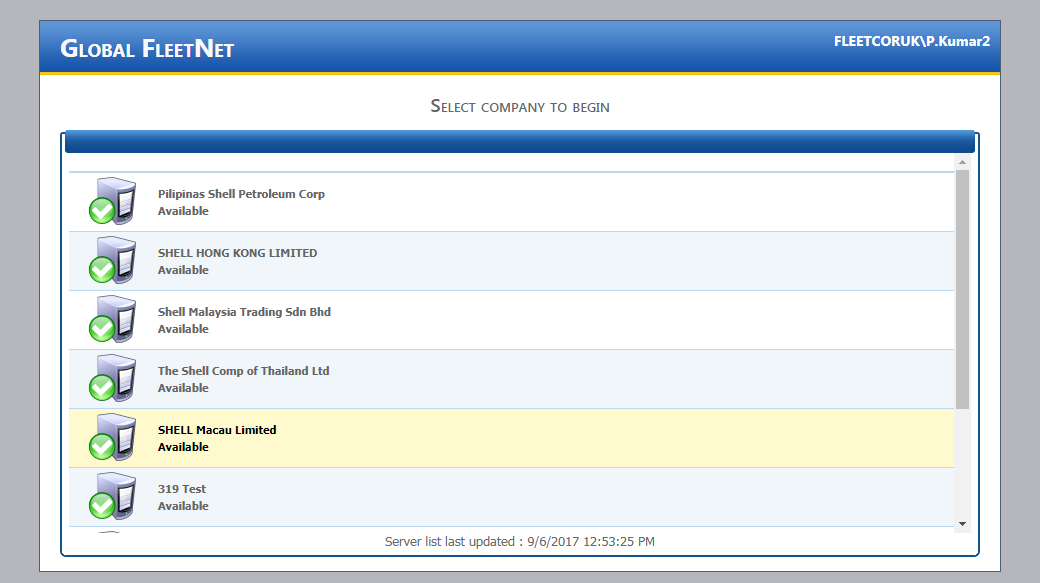 Global FleetNet
FLEETCORUK\P.Kumar2
Select company to begin
Pilipinas Shell Petroleum Corp
Available
SHELL HONG KONG LIMITED
Available
Shell Malaysia Trading Sdn Bhd
Available
The Shell Comp of Thailand Ltd
Available
SHELL Macau Limited
Available
319 Test
Available
Server list last updated : 9/6/2017 12:53:25 PM